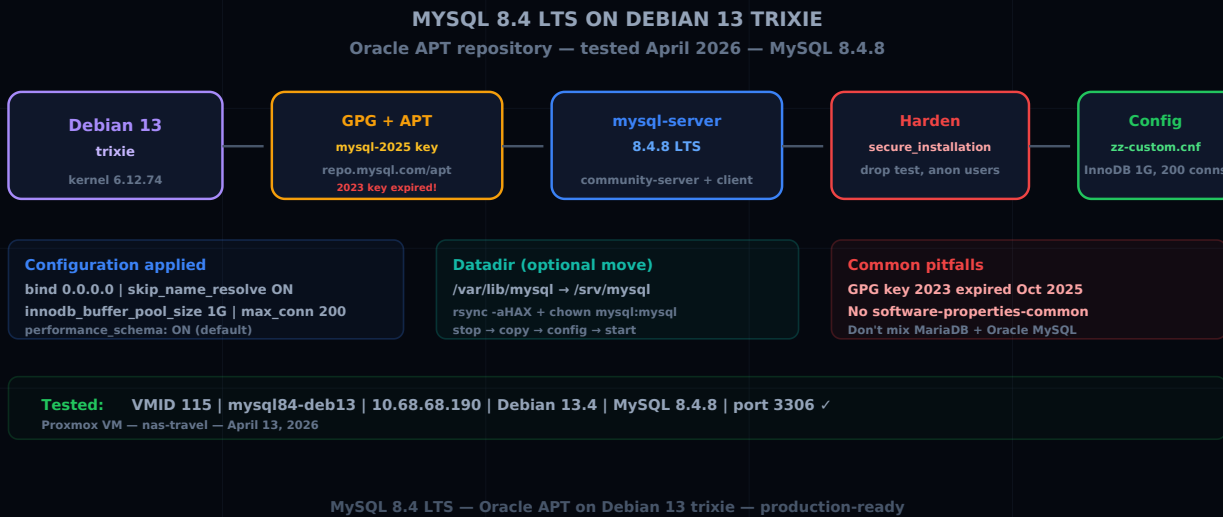 MYSQL 8.4 LTS ON DEBIAN 13 TRIXIE
Oracle APT repository — tested April 2026 — MySQL 8.4.8
Debian 13
trixie
kernel 6.12.74
GPG + APT
mysql-2025 key
repo.mysql.com/apt
2023 key expired!
mysql-server
8.4.8 LTS
community-server + client
Harden
secure_installation
drop test, anon users
Config
zz-custom.cnf
InnoDB 1G, 200 conns
Configuration applied
bind 0.0.0.0 | skip_name_resolve ON
innodb_buffer_pool_size 1G | max_conn 200
performance_schema: ON (default)
Datadir (optional move)
/var/lib/mysql → /srv/mysql
rsync -aHAX + chown mysql:mysql
stop → copy → config → start
Common pitfalls
GPG key 2023 expired Oct 2025
No software-properties-common
Don't mix MariaDB + Oracle MySQL
Tested: VMID 115 | mysql84-deb13 | 10.68.68.190 | Debian 13.4 | MySQL 8.4.8 | port 3306 ✓
Proxmox VM — nas-travel — April 13, 2026
MySQL 8.4 LTS — Oracle APT on Debian 13 trixie — production-ready